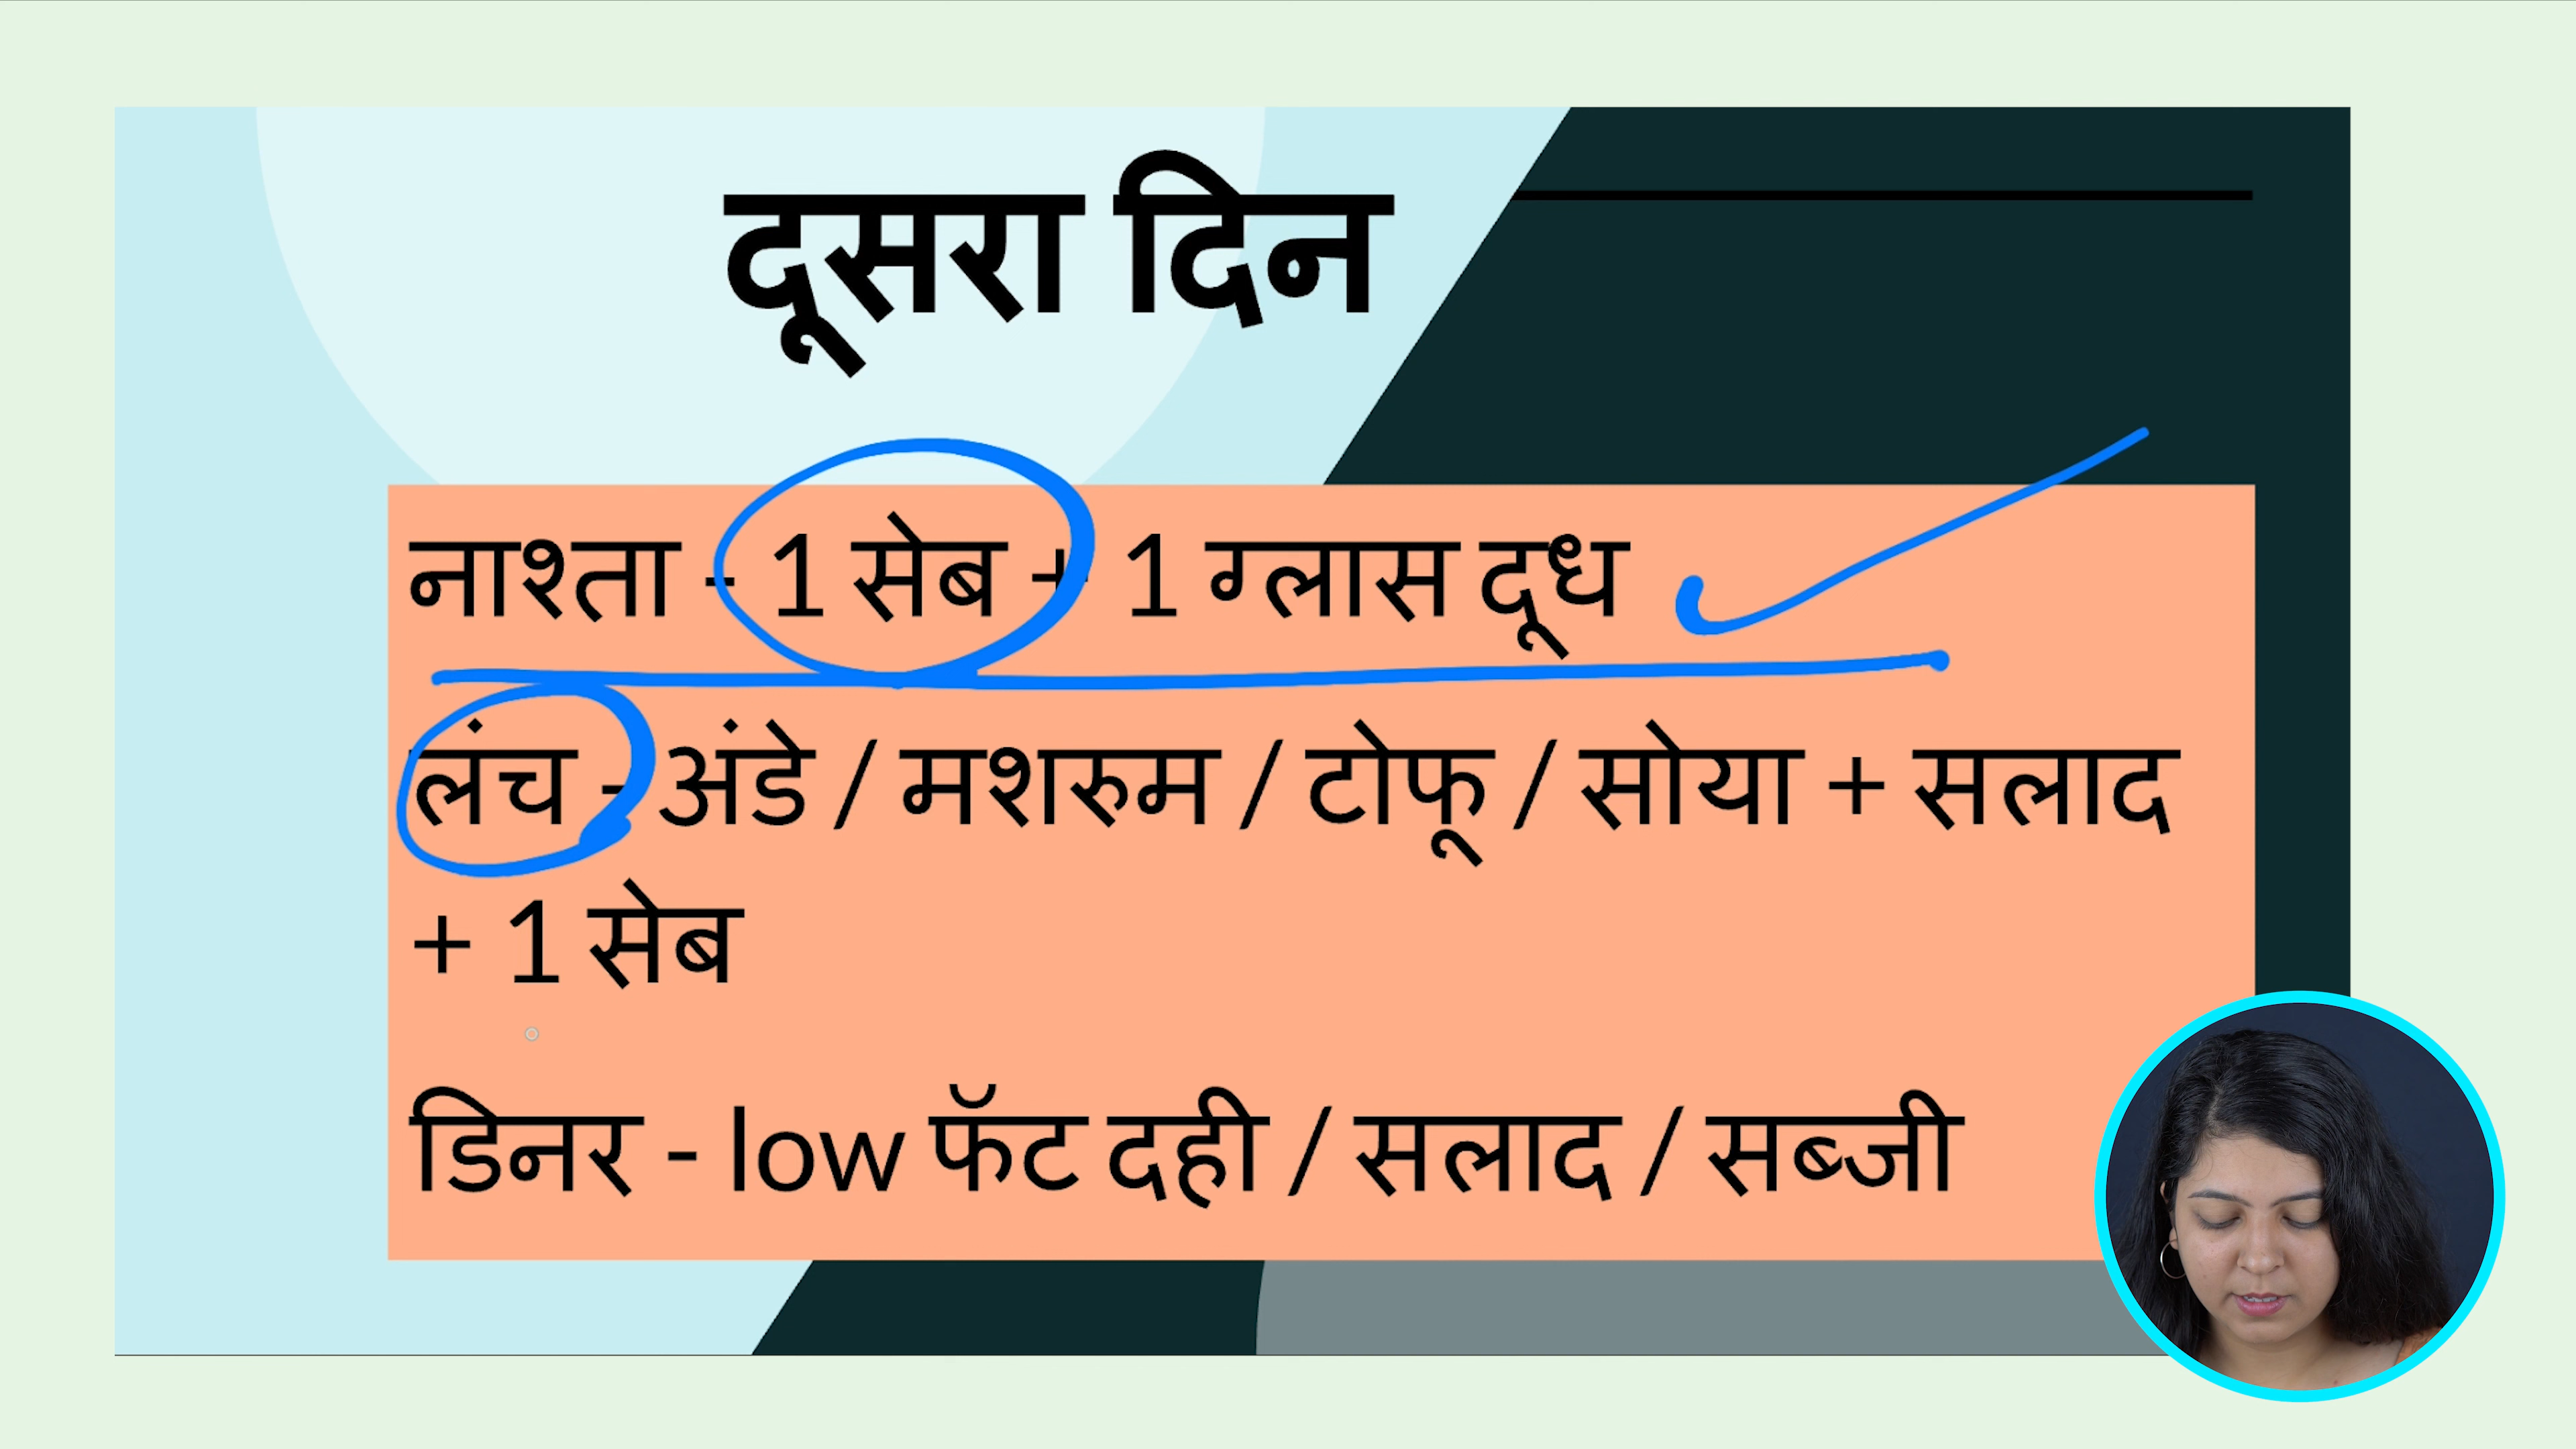 दूसरा दिन
नाश्ता - 1 सेब + 1 ग्लास दूध
लंच - अंडे / मशरुम / टोफू / सोया + सलाद
+ 1 सेब
डिनर - low फॅट दही / सलाद / सब्जी